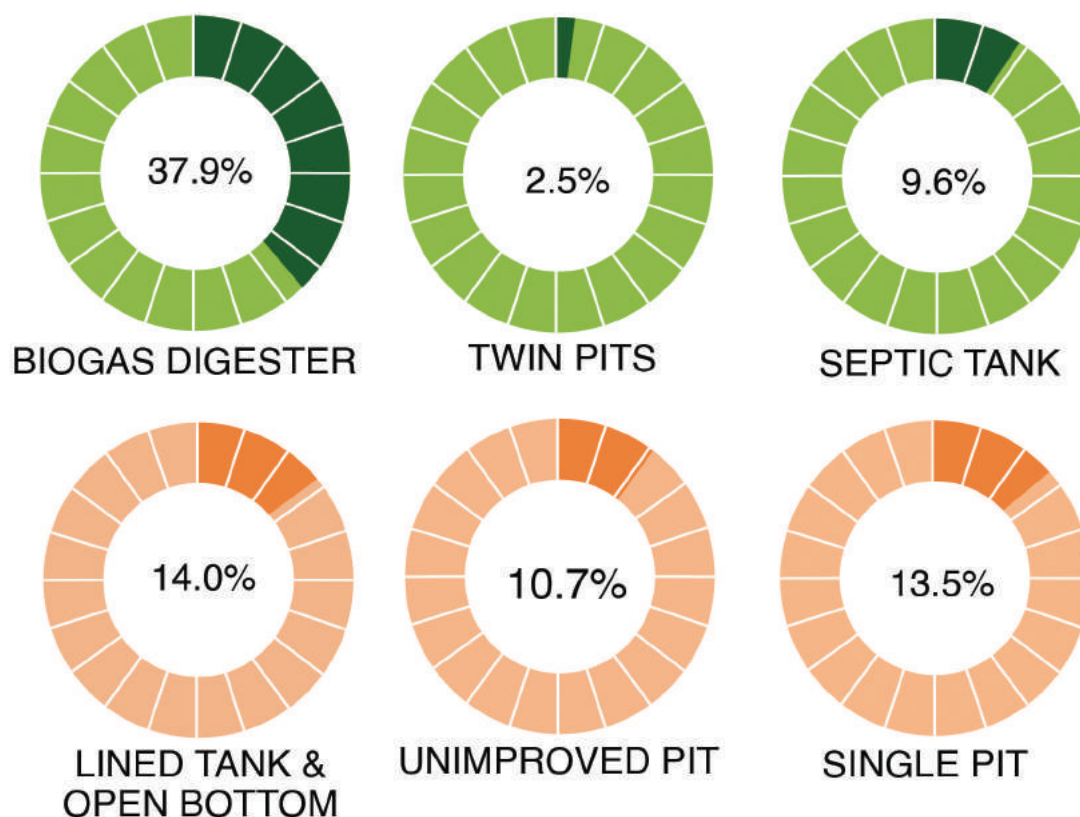 37.9%
2.5%
9.6%
BIOGAS DIGESTER
TWIN PITS
SEPTIC TANK
14.0%
10.7%
13.5%
LINED TANK &
OPEN BOTTOM
UNIMPROVED PIT
SINGLE PIT